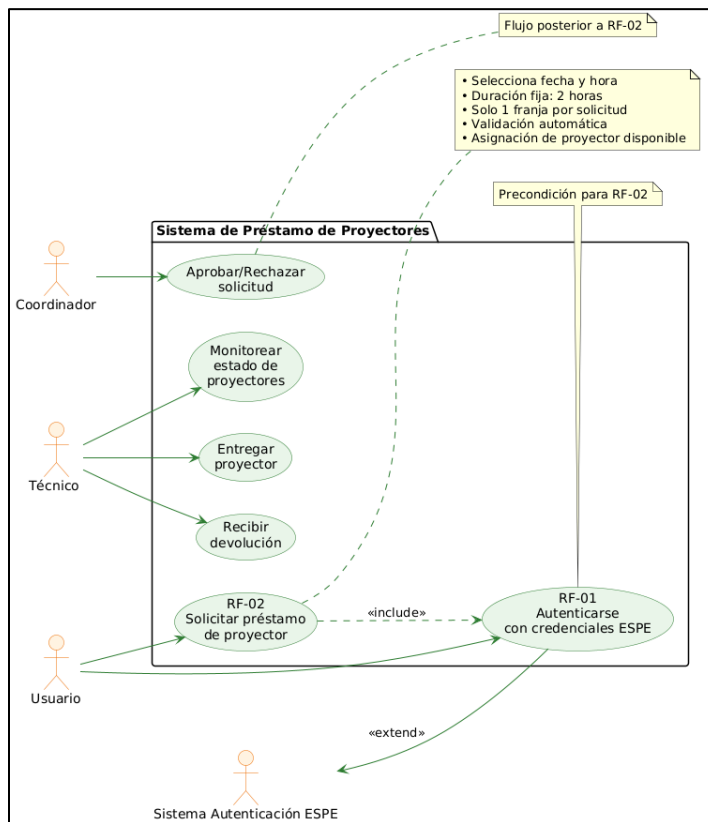 Flujo posterior a RF-02
• Selecciona fecha y hora
• Duración fija: 2 horas
• Solo 1 franja por solicitud
• Validación automática
• Asignación de proyector disponible
Precondición para RF-02
Sistema de Préstamo de Proyectores
Aprobar/Rechazar
solicitud
Coordinador
Monitorear
estado de
proyectores
Entregar
proyector
Técnico
Recibir
devolución
RF-02
Solicitar préstamo
de proyector
«include»
RF-01
Autenticarse
con credenciales ESPE
Usuario
«extend»
Sistema Autenticación ESPE